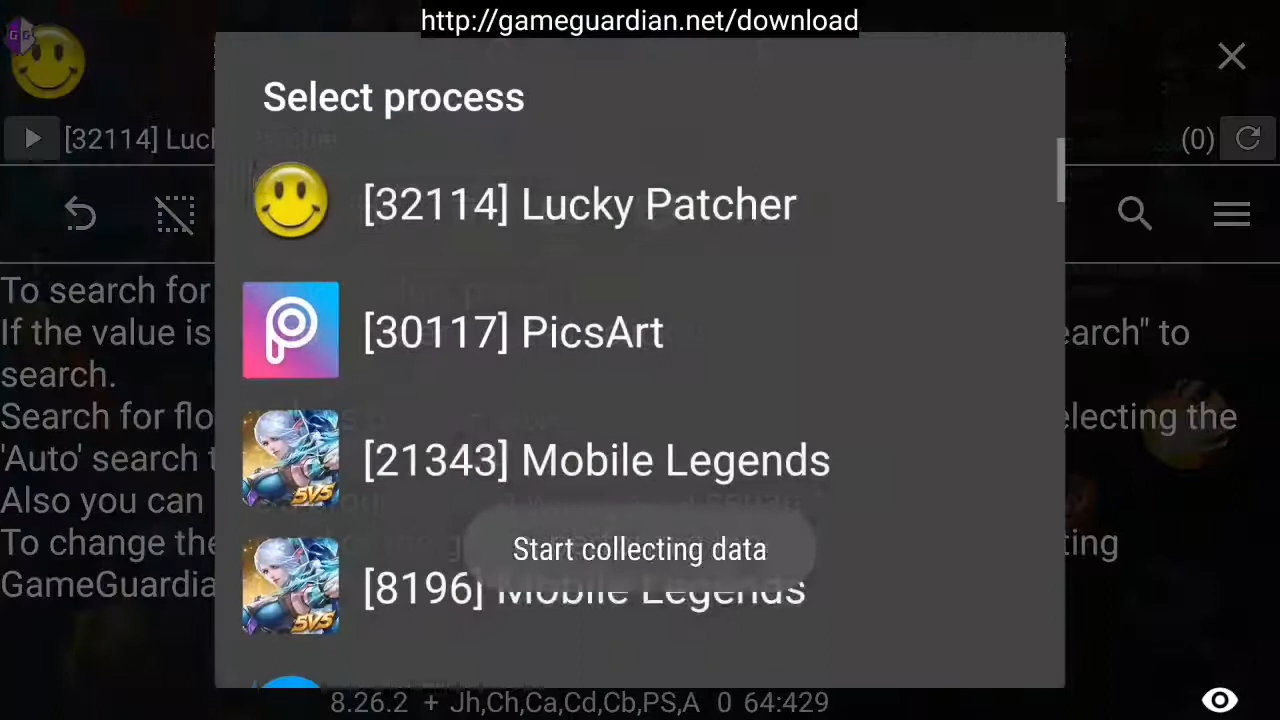 http://gameguardian.net/download
Select process
[32114] Luc
(0)
[32114] Lucky Patcher
[30117] PicsArt
[21343] Mobile Legends
[8196] Mobile Legends
Start collecting data
To search for
If the value is earch" to
search.
Search for flo electing the
'Auto' search
Also you can
To change the ting
GameGuardia
5V5
5V5
8.26.2 + Jh,Ch,Ca,Cd,Cb,PS,A 0 64:429